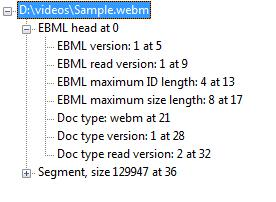 D:\videos\Sample.webm
EBML head at 0
EBML version: 1 at 5
EBML read version: 1 at 9
EBML maximum ID length: 4 at 13
EBML maximum size length: 8 at 17
Doc type: webm at 21
Doc type version: 1 at 28
Doc type read version: 2 at 32
Segment, size 129947 at 36